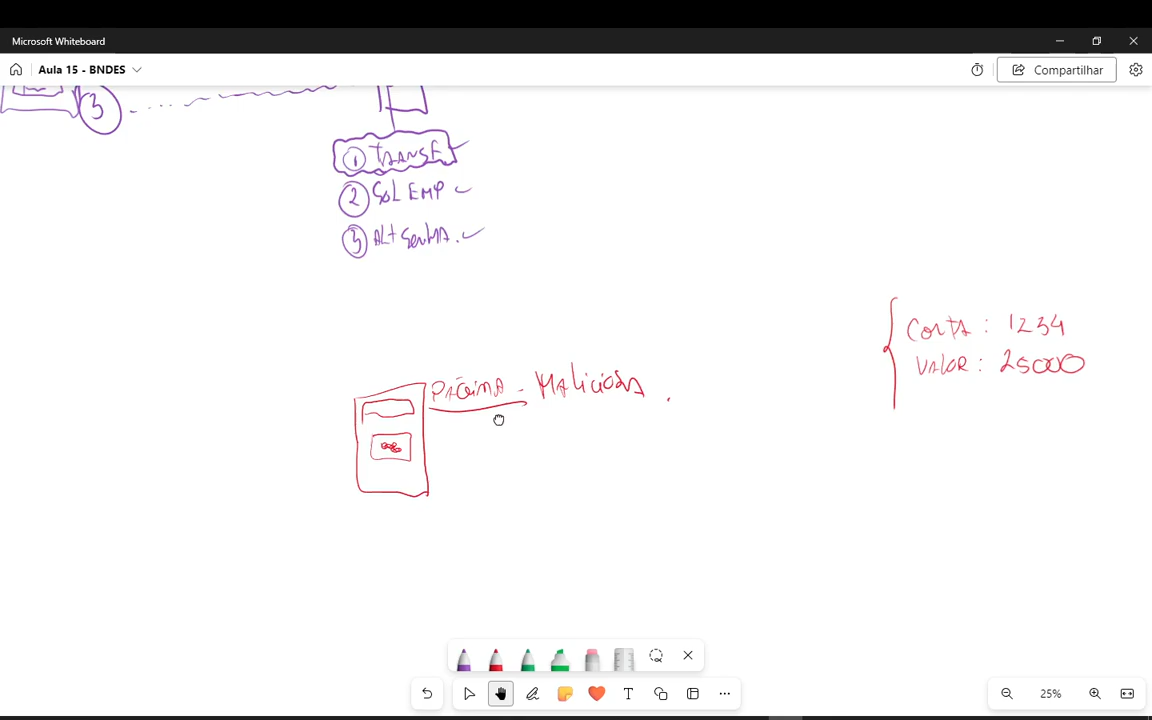 Microsoft Whiteboard
Aula 15 - BNDES
Compartilhar
3
1 TRANSF
2 SOL EMP
3 ALT SENHA.
CONTA : 1234
VALOR : 25000
PÁGINA - MALICIOSA .
25%